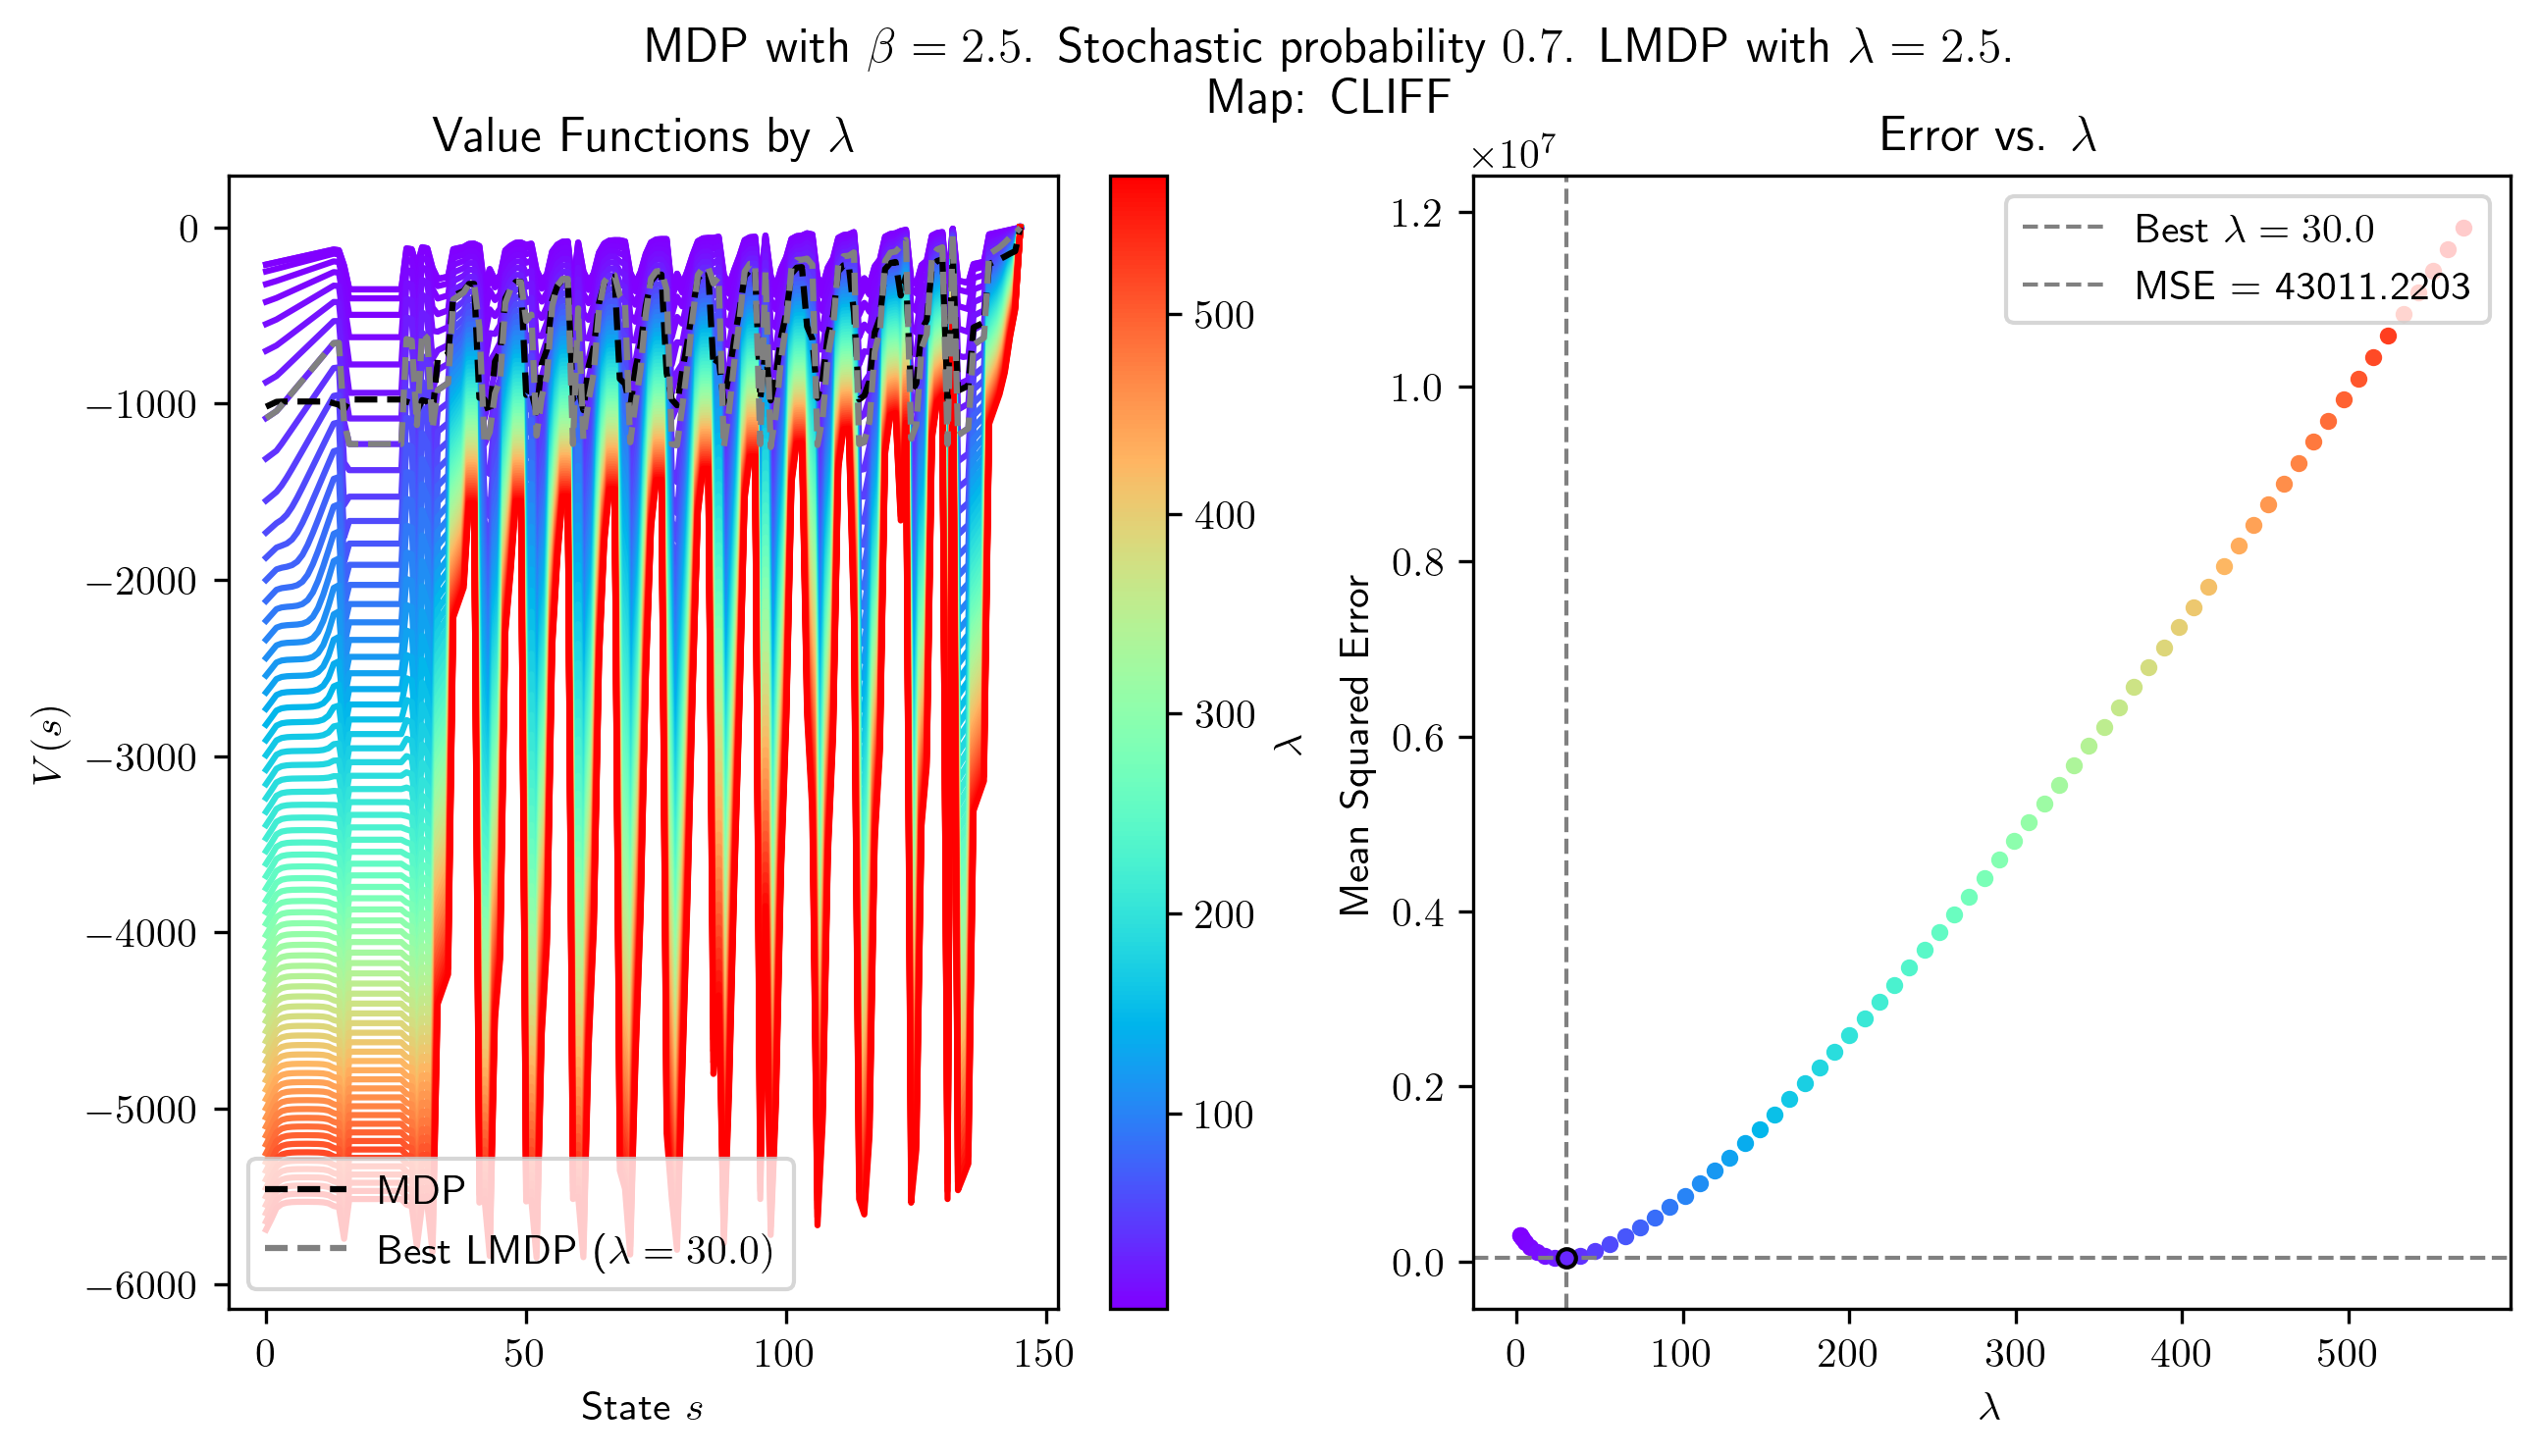 MDP with β = 2.5. Stochastic probability 0.7. LMDP with λ = 2.5.
Map: CLIFF
Value Functions by λ
0
−1000
−2000
−3000
−4000
−5000
−6000
V(s)
0
50
100
150
State s
MDP
Best LMDP (λ = 30.0)
500
400
300
200
100
λ
Error vs. λ
×10⁷
1.2
1.0
0.8
0.6
0.4
0.2
0.0
Mean Squared Error
0
100
200
300
400
500
λ
Best λ = 30.0
MSE = 43011.2203